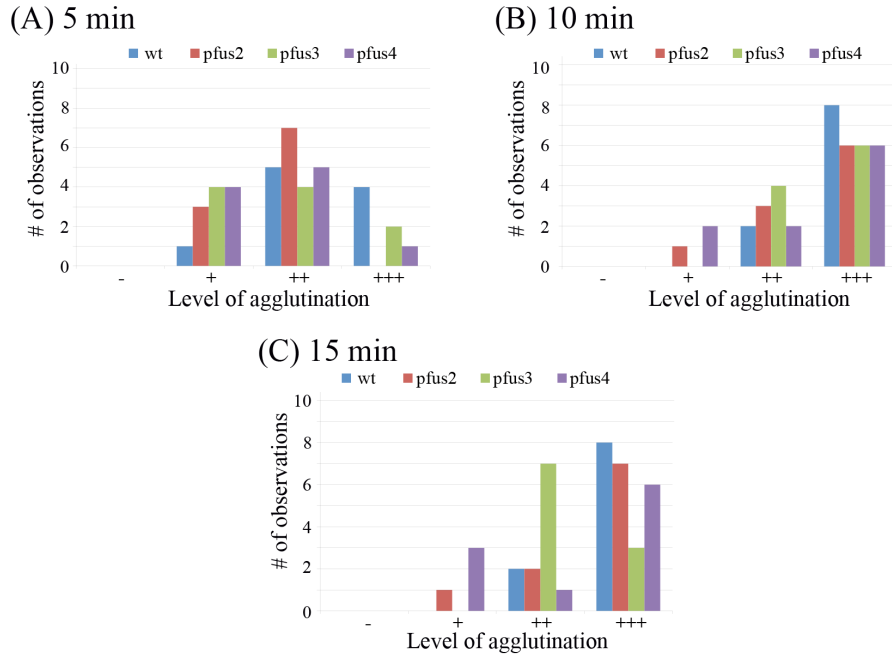 (A) 5 min
wt pfus2 pfus3 pfus4
# of observations
10
8
6
4
2
0
- + ++ +++
Level of agglutination
(B) 10 min
wt pfus2 pfus3 pfus4
# of observations
10
8
6
4
2
0
- + ++ +++
Level of agglutination
(C) 15 min
wt pfus2 pfus3 pfus4
# of observations
10
8
6
4
2
0
- + ++ +++
Level of agglutination